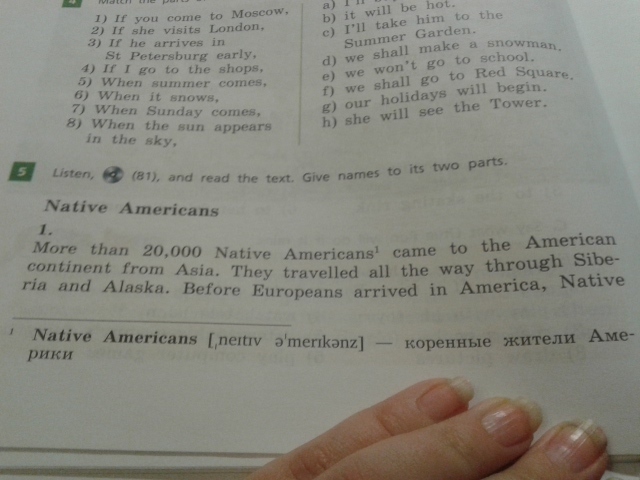 4 Match the parts
1) If you come to Moscow,
2) If she visits London,
3) If he arrives in
St Petersburg early,
4) If I go to the shops,
5) When summer comes,
6) When it snows,
7) When Sunday comes,
8) When the sun appears
in the sky,
a) I'll
b) it will be hot.
c) I'll take him to the
Summer Garden.
d) we shall make a snowman.
e) we won't go to school.
f) we shall go to Red Square.
g) our holidays will begin.
h) she will see the Tower.
5 Listen, (81), and read the text. Give names to its two parts.
Native Americans
1.
More than 20,000 Native Americans¹ came to the American
continent from Asia. They travelled all the way through Sibe-
ria and Alaska. Before Europeans arrived in America, Native
¹ Native Americans [ˌneɪtɪv əˈmerɪkənz] — коренные жители Аме-
рики